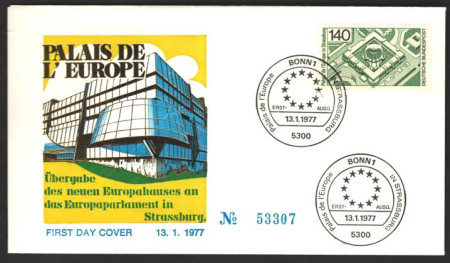 PALAIS DE
L'EUROPE
Übergabe
des neuen Europahauses an
das Europaparlament in
Strassburg.
FIRST DAY COVER 13. 1. 1977
№ 53307
140
DEUTSCHE BUNDESPOST
BONN 1
Palais de l'Europe
IN STRASSBURG
ERST- AUSG.
13.1.1977
5300
BONN 1
Palais de l'Europe
IN STRASSBURG
ERST- AUSG.
13.1.1977
5300